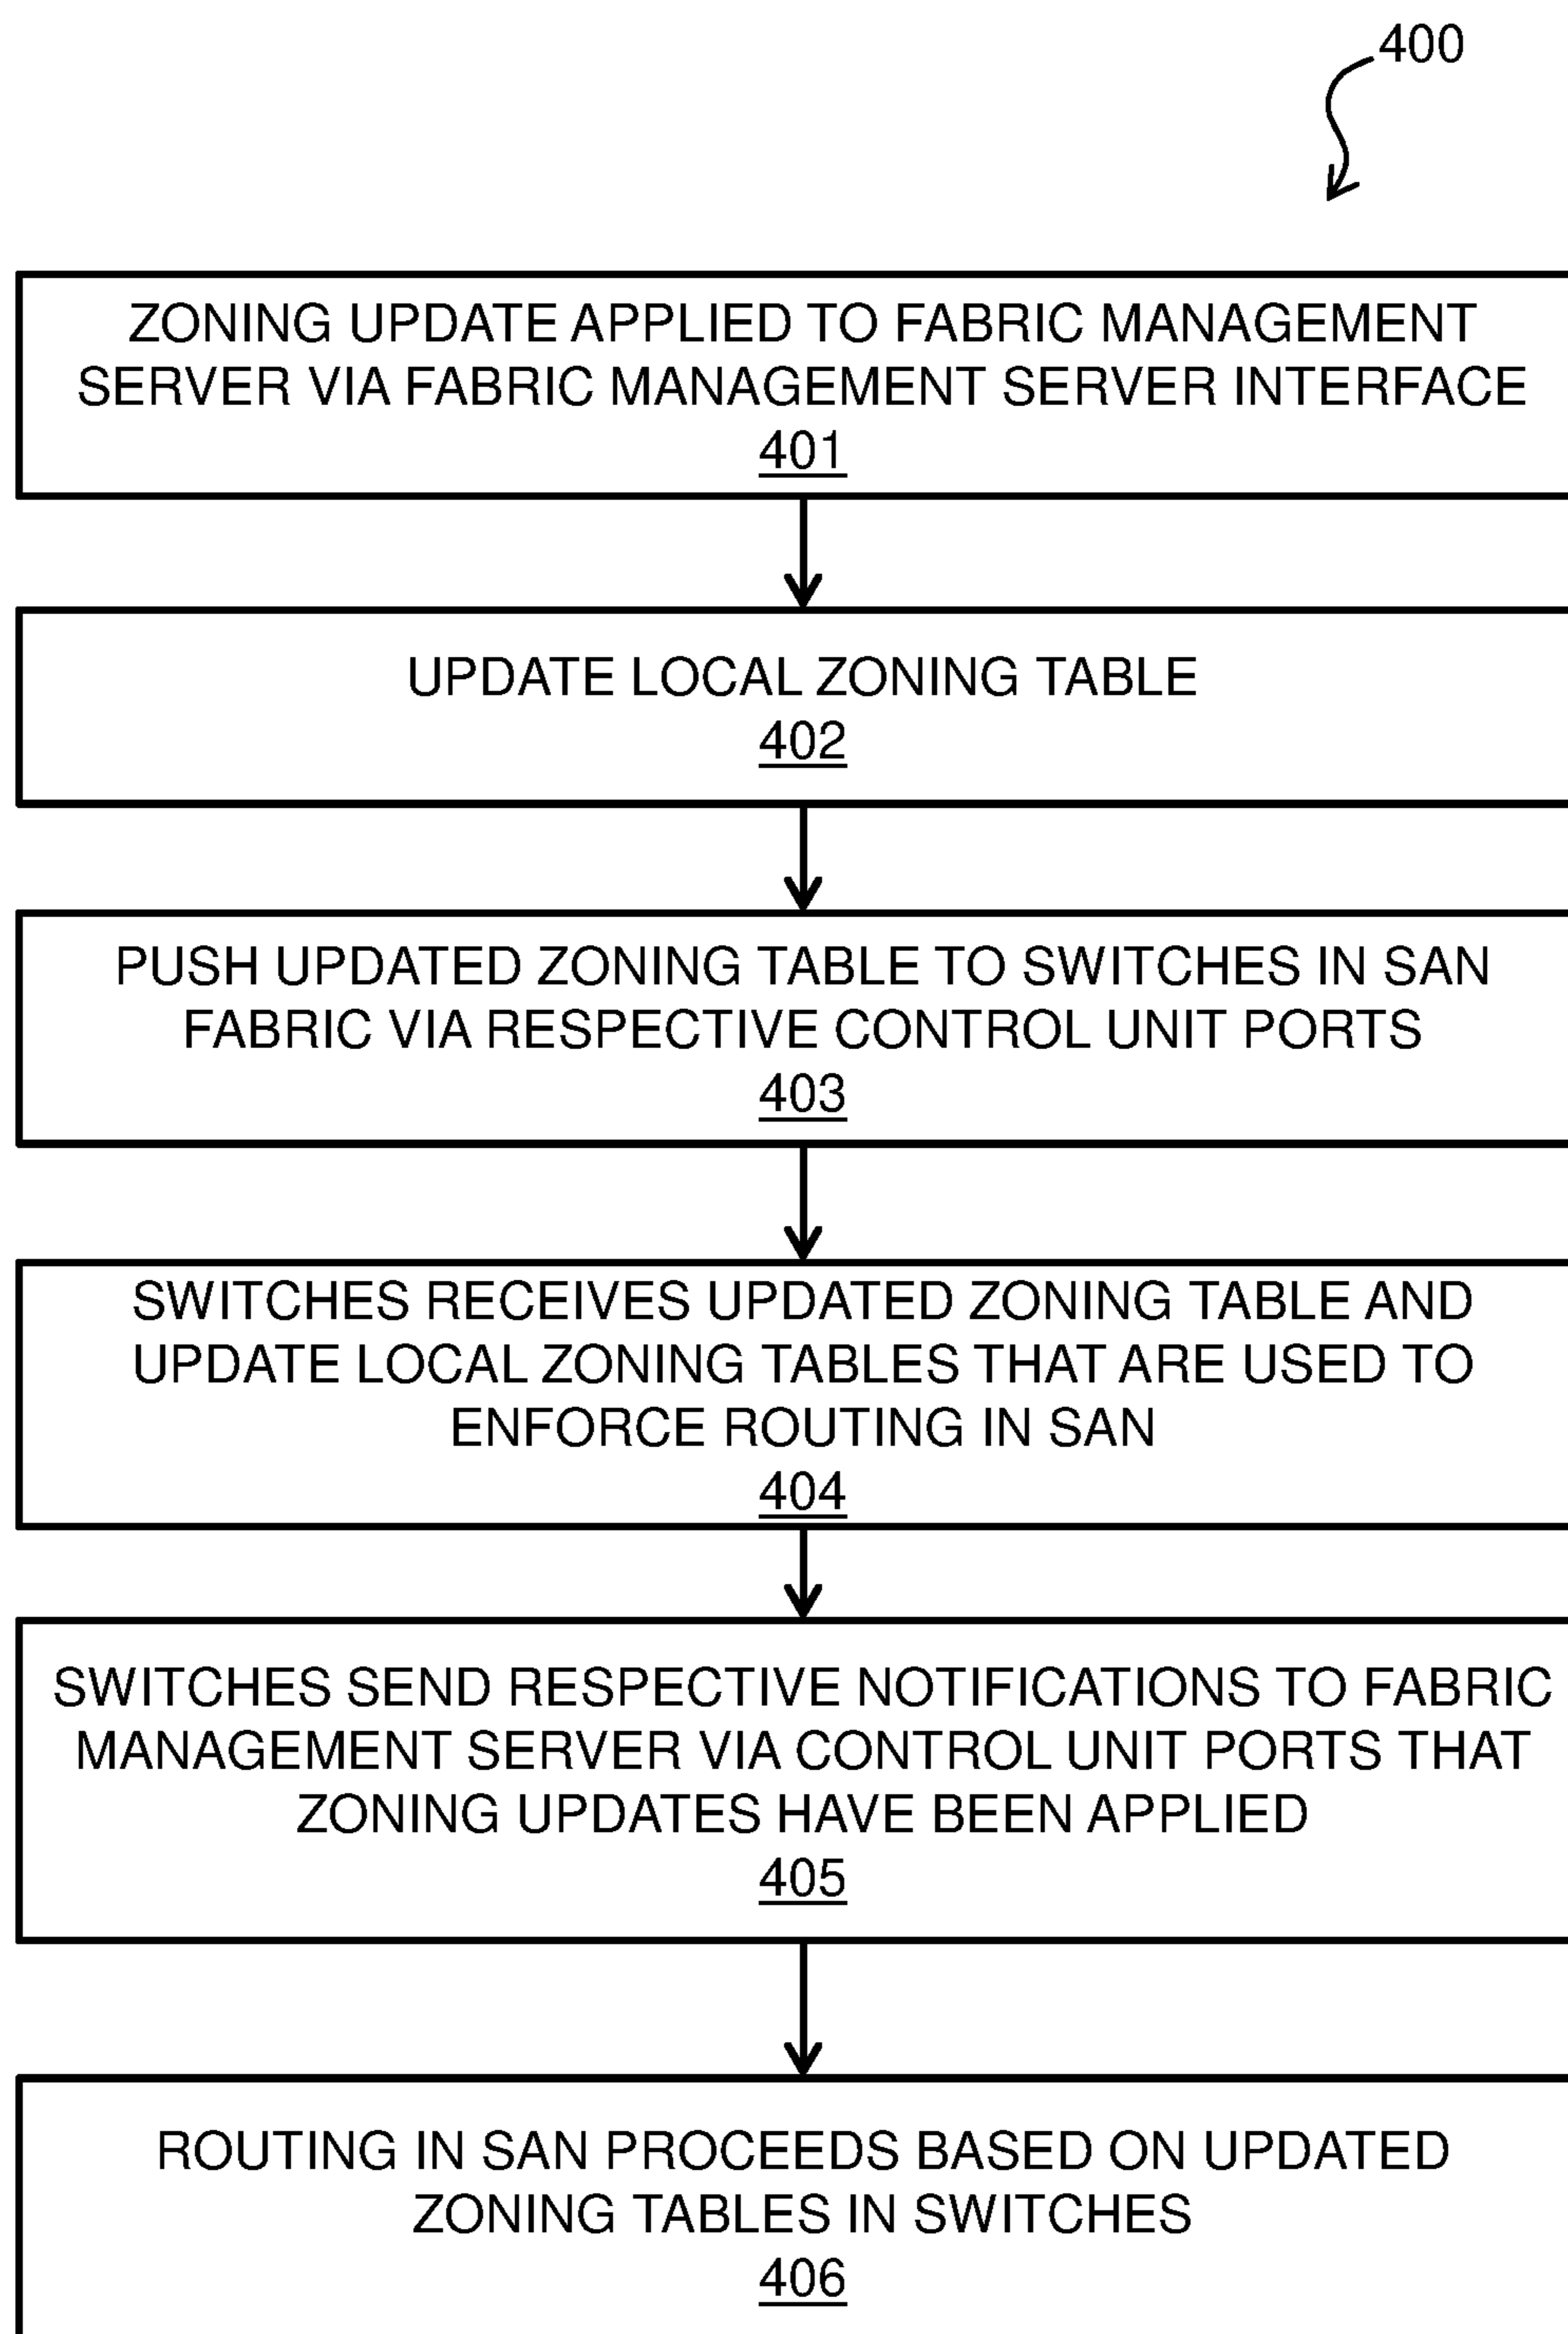 400
ZONING UPDATE APPLIED TO FABRIC MANAGEMENT
SERVER VIA FABRIC MANAGEMENT SERVER INTERFACE
401
UPDATE LOCAL ZONING TABLE
402
PUSH UPDATED ZONING TABLE TO SWITCHES IN SAN
FABRIC VIA RESPECTIVE CONTROL UNIT PORTS
403
SWITCHES RECEIVES UPDATED ZONING TABLE AND
UPDATE LOCAL ZONING TABLES THAT ARE USED TO
ENFORCE ROUTING IN SAN
404
SWITCHES SEND RESPECTIVE NOTIFICATIONS TO FABRIC
MANAGEMENT SERVER VIA CONTROL UNIT PORTS THAT
ZONING UPDATES HAVE BEEN APPLIED
405
ROUTING IN SAN PROCEEDS BASED ON UPDATED
ZONING TABLES IN SWITCHES
406